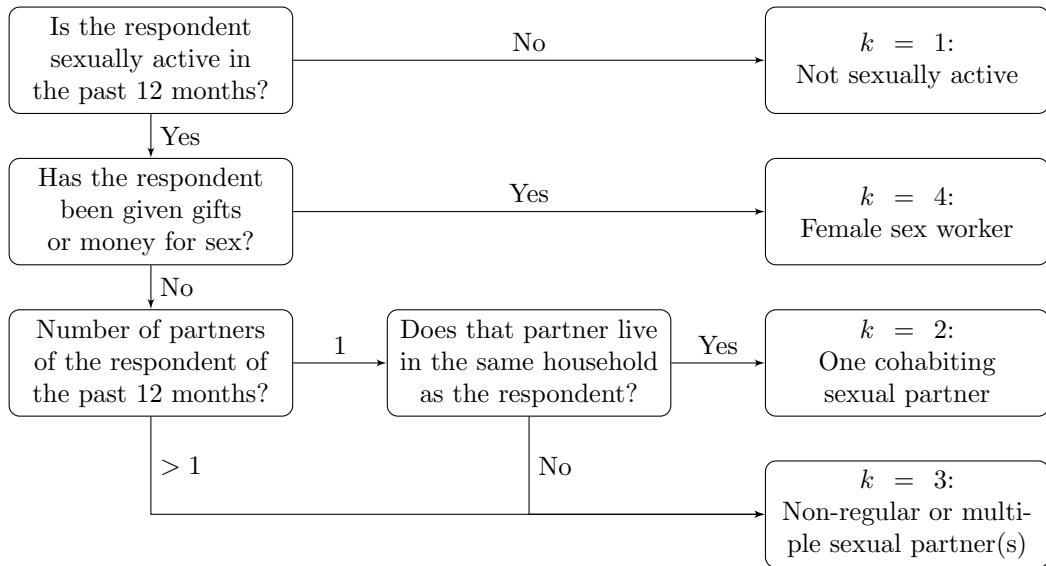 Is the respondent
sexually active in
the past 12 months?
No
k = 1:
Not sexually active
Yes
Has the respondent
been given gifts
or money for sex?
Yes
k = 4:
Female sex worker
No
Number of partners
of the respondent of
the past 12 months?
1
Does that partner live
in the same household
as the respondent?
Yes
k = 2:
One cohabiting
sexual partner
> 1
No
k = 3:
Non-regular or multi-
ple sexual partner(s)